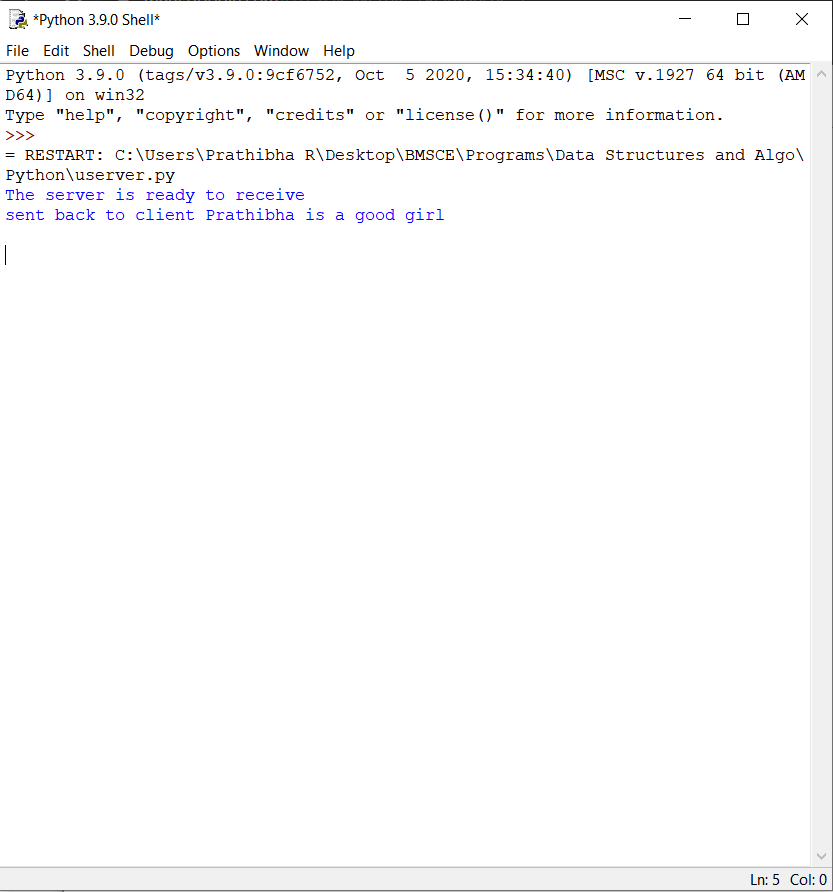 *Python 3.9.0 Shell*
File Edit Shell Debug Options Window Help
Python 3.9.0 (tags/v3.9.0:9cf6752, Oct  5 2020, 15:34:40) [MSC v.1927 64 bit (AM
D64)] on win32
Type "help", "copyright", "credits" or "license()" for more information.
>>>
= RESTART: C:\Users\Prathibha R\Desktop\BMSCE\Programs\Data Structures and Algo\
Python\userver.py
The server is ready to receive
sent back to client Prathibha is a good girl
Ln: 5 Col: 0